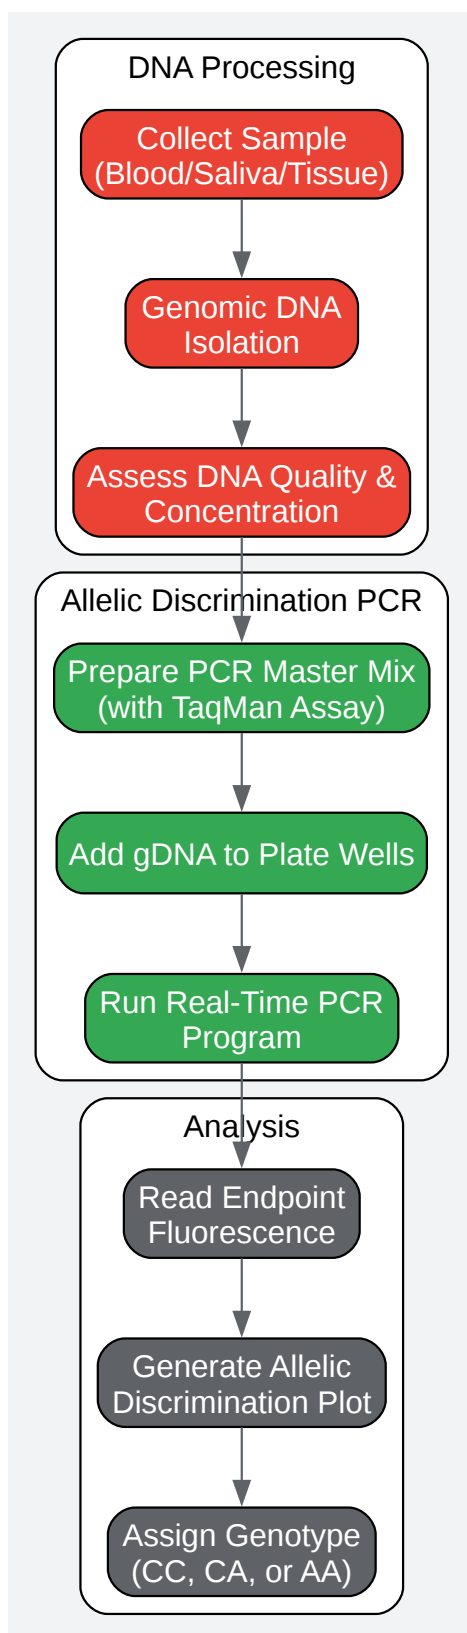 DNA Processing
Collect Sample
(Blood/Saliva/Tissue)
Genomic DNA
Isolation
Assess DNA Quality &
Concentration
Allelic Discrimination PCR
Prepare PCR Master Mix
(with TaqMan Assay)
Add gDNA to Plate Wells
Run Real-Time PCR
Program
Analysis
Read Endpoint
Fluorescence
Generate Allelic
Discrimination Plot
Assign Genotype
(CC, CA, or AA)